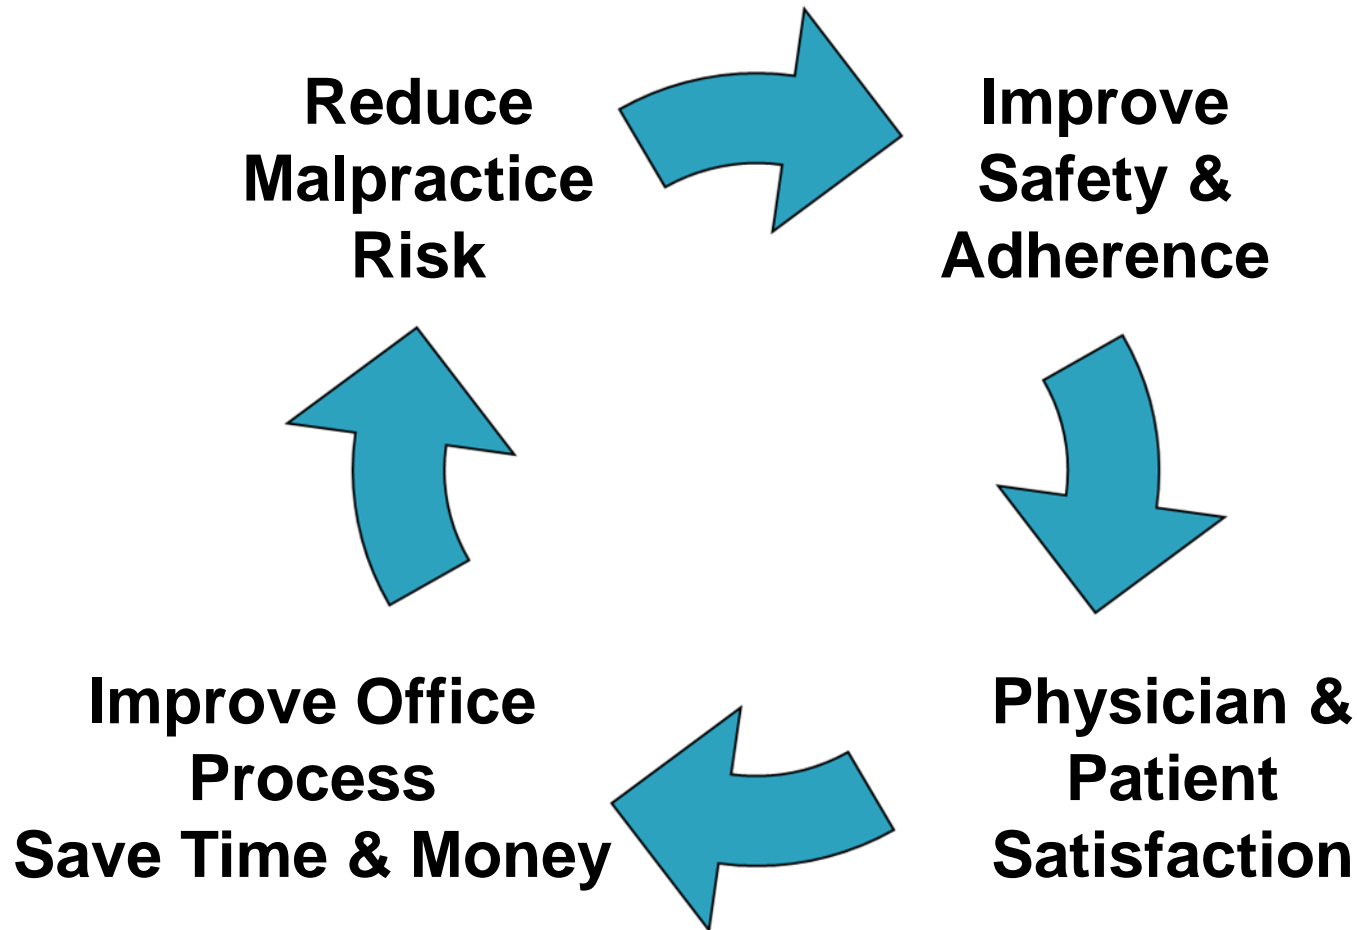 Reduce
Malpractice
Risk
Improve
Safety &
Adherence
Physician &
Patient
Satisfaction
Improve Office
Process
Save Time & Money